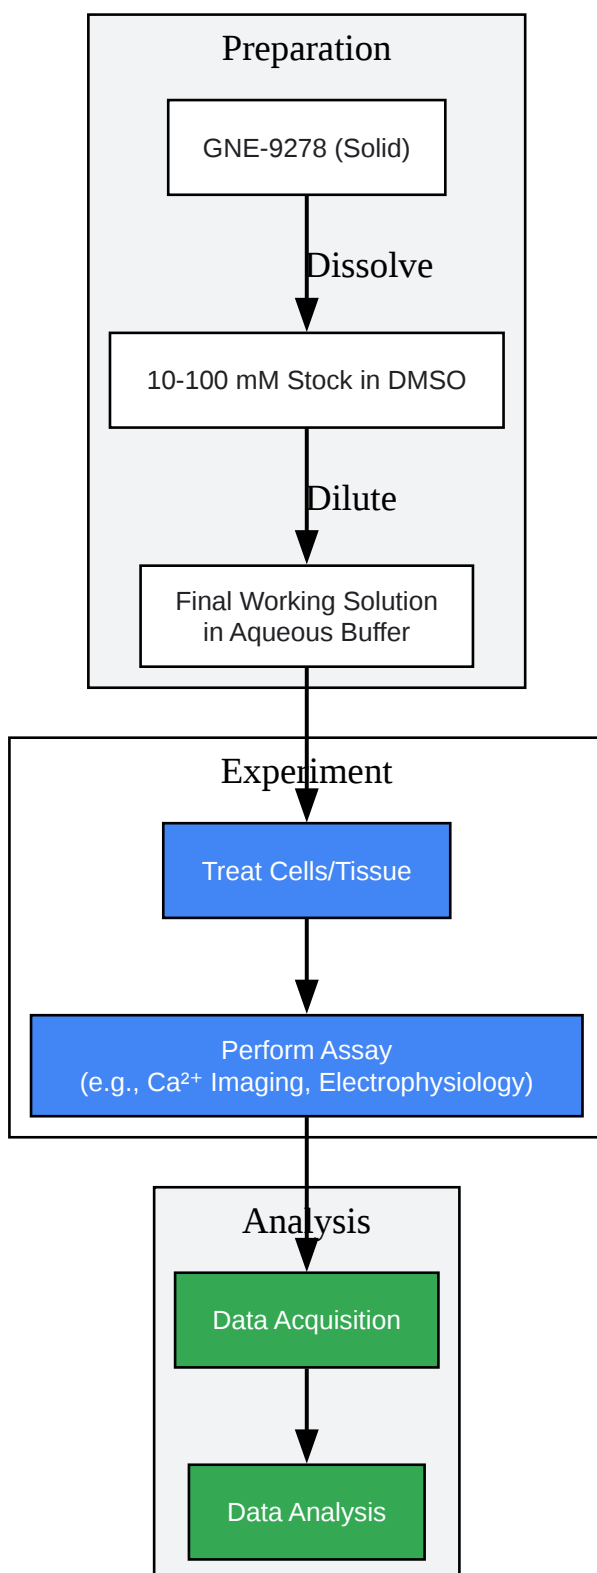 Preparation
GNE-9278 (Solid)
Dissolve
10-100 mM Stock in DMSO
Dilute
Final Working Solution
in Aqueous Buffer
Experiment
Treat Cells/Tissue
Perform Assay
(e.g., Ca²⁺ Imaging, Electrophysiology)
Analysis
Data Acquisition
Data Analysis